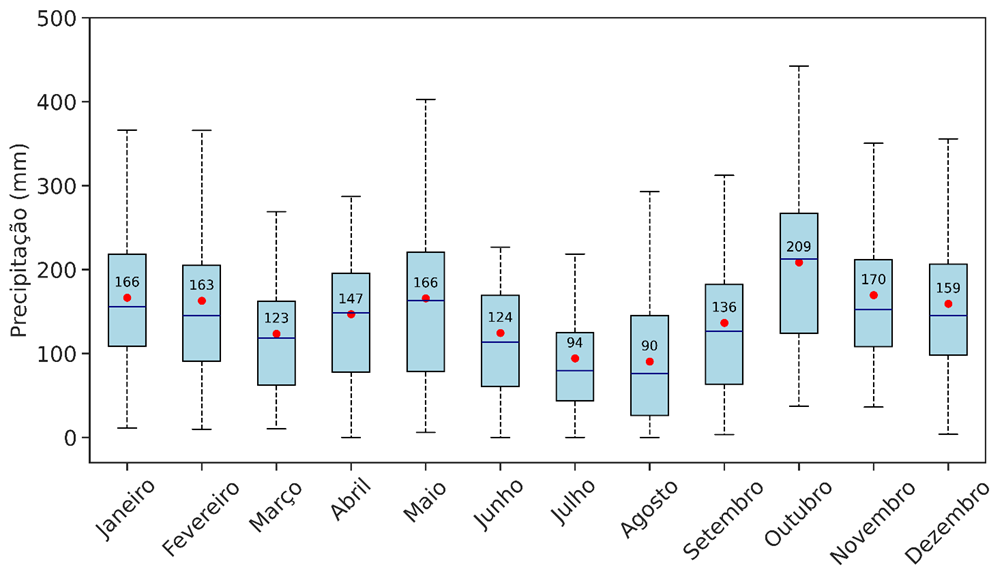 Precipitação (mm)
500
400
300
200
100
0
166
163
123
147
166
124
94
90
136
209
170
159
Janeiro
Fevereiro
Março
Abril
Maio
Junho
Julho
Agosto
Setembro
Outubro
Novembro
Dezembro